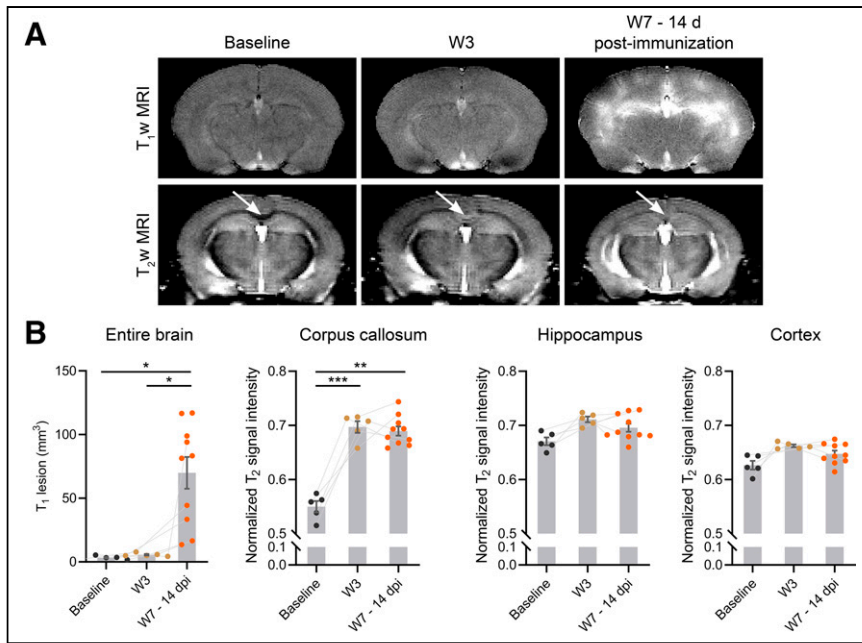 A
Baseline
W3
W7 - 14 d
post-immunization
T₁w MRI
T₂w MRI
B
Entire brain
Corpus callosum
Hippocampus
Cortex
T₁ lesion (mm³)
150
100
50
0
*
*
Baseline
W3
W7 - 14 dpi
Normalized T₂ signal intensity
0.8
0.7
0.6
0.5
0.1
0.0
**
***
Baseline
W3
W7 - 14 dpi
Normalized T₂ signal intensity
0.8
0.7
0.6
0.5
0.1
0.0
Baseline
W3
W7 - 14 dpi
Normalized T₂ signal intensity
0.8
0.7
0.6
0.5
0.1
0.0
Baseline
W3
W7 - 14 dpi